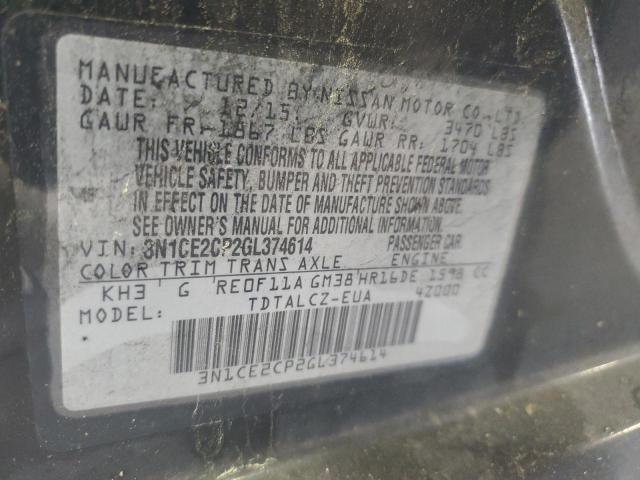 MANUFACTURED BY: NISSAN MOTOR CO., LTD.
DATE: 12/15 GVWR: 3470 LBS
GAWR FR: 1867 LBS GAWR RR: 1704 LBS
THIS VEHICLE CONFORMS TO ALL APPLICABLE FEDERAL MOTOR
VEHICLE SAFETY, BUMPER AND THEFT PREVENTION STANDARDS
IN EFFECT ON THE DATE OF MANUFACTURE SHOWN ABOVE.
SEE OWNER'S MANUAL FOR ADDITIONAL INFORMATION.
VIN: 3N1CE2CP2GL374614 PASSENGER CAR.
COLOR TRIM TRANS AXLE ENGINE
KH3 G RE0F11A GM38 HR16DE 1598 CC
MODEL: TDTALCZ-EUA 4Z000
3N1CE2CP2GL374614